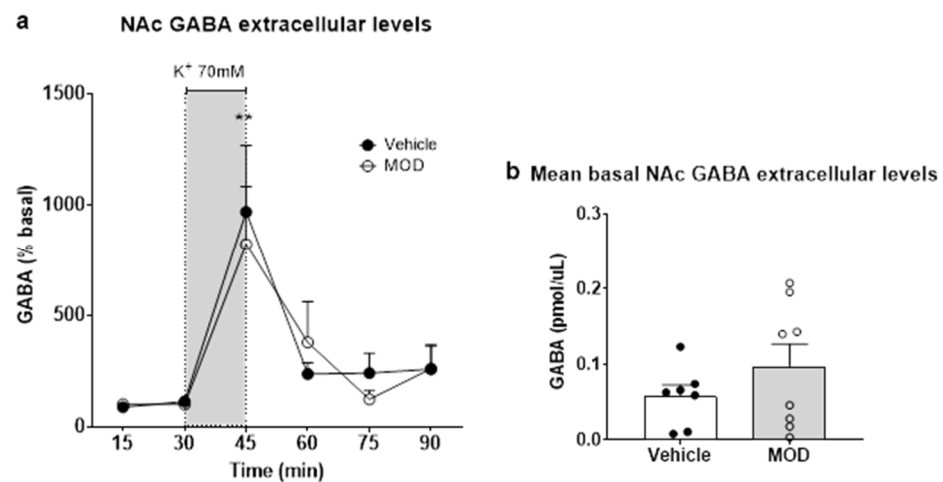 a
NAc GABA extracellular levels
K+ 70mM
1500
1000
500
0
GABA (% basal)
**
Vehicle
MOD
15 30 45 60 75 90
Time (min)
b Mean basal NAc GABA extracellular levels
0.3
0.2
0.1
0.0
GABA (pmol/uL)
Vehicle MOD